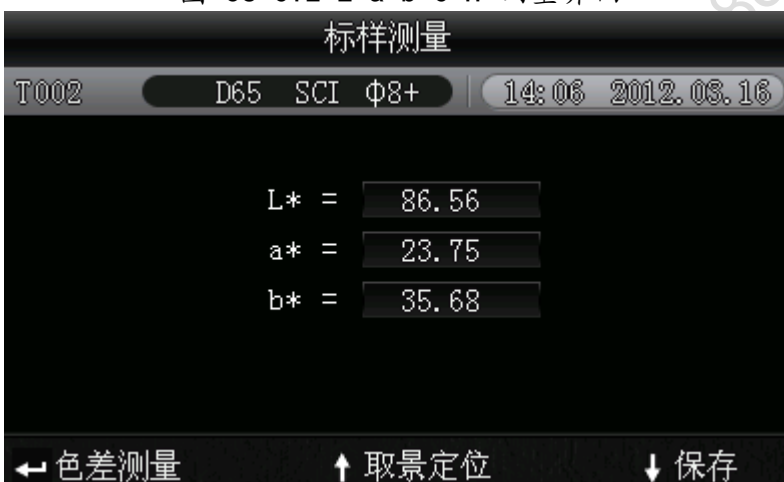 标样测量
T002 D65 SCI Φ8+ 14:06 2012.03.16
L* = 86.56
a* = 23.75
b* = 35.68
色差测量 取景定位 保存